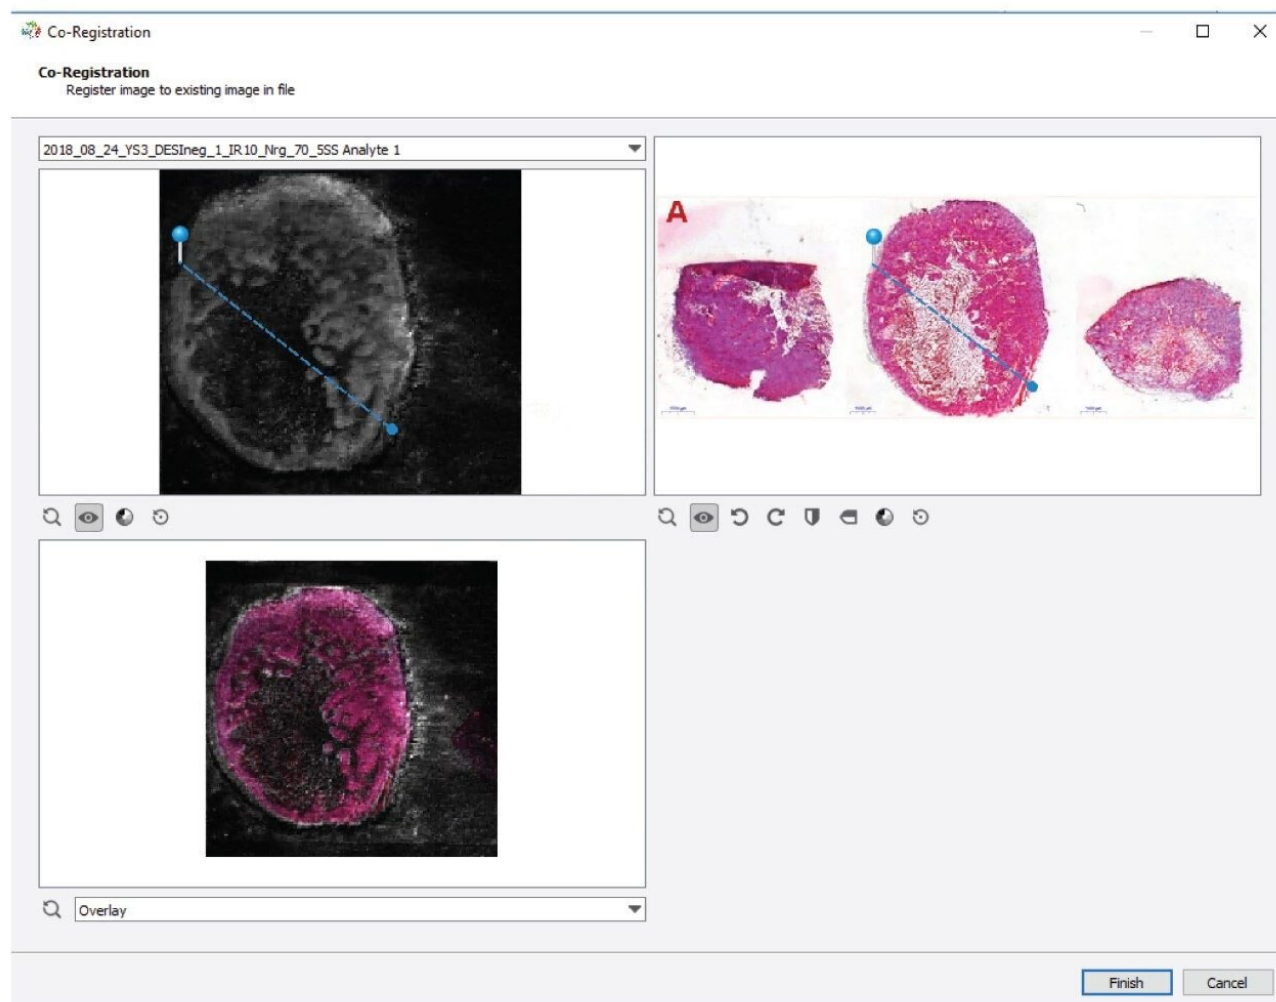 Co-Registration
Co-Registration
Register image to existing image in file
2018_08_24_YS3_DESIneg_1_IR10_Nrg_70_5SS Analyte 1
A
Overlay
Finish
Cancel